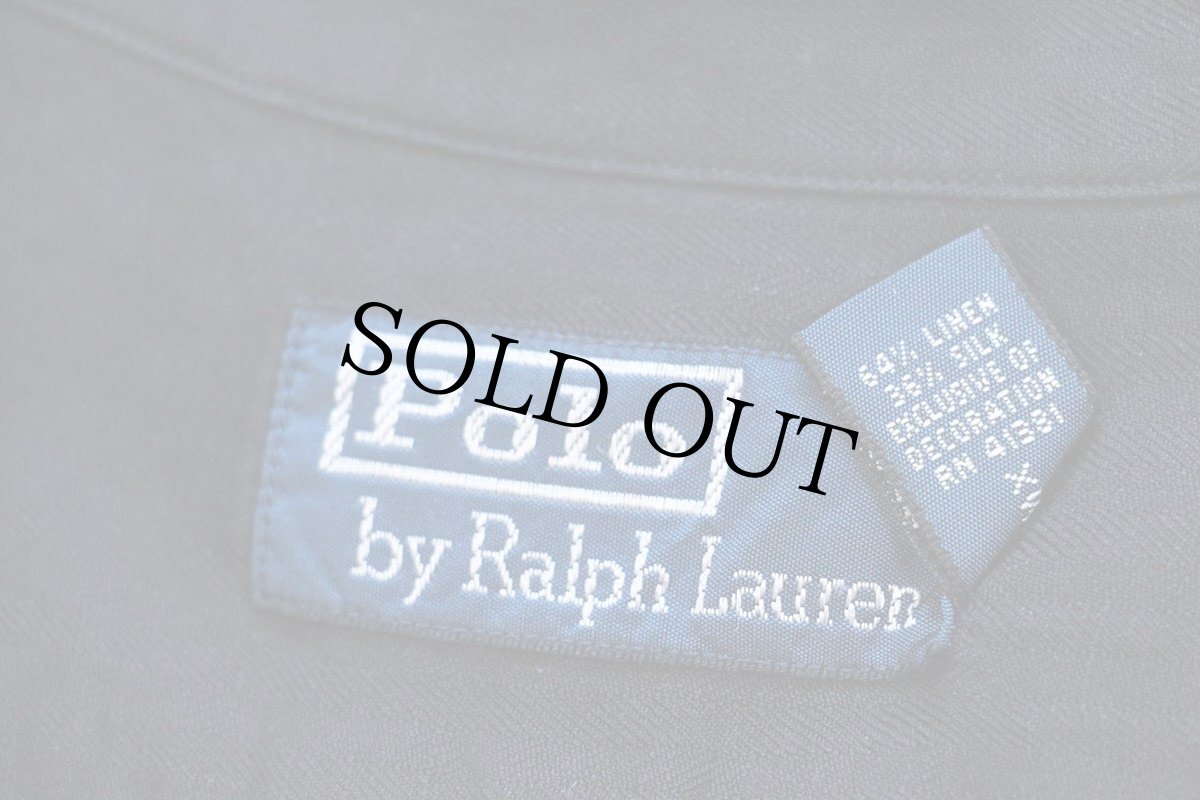 SOLD OUT
Polo
by Ralph Lauren
64% LINEN
36% SILK
EXCLUSIVE OF
DECORATION
RN 41381